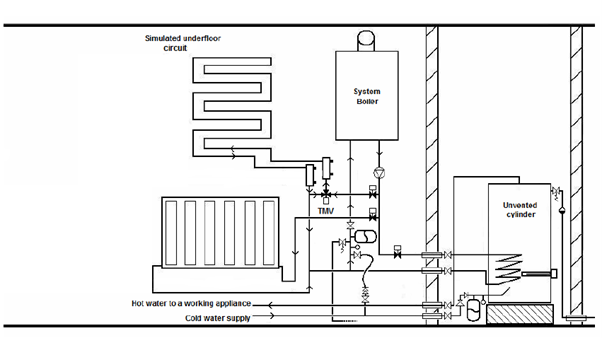 Simulated underfloor
circuit
System
Boiler
TMV
Unvented
cylinder
Hot water to a working appliance
Cold water supply